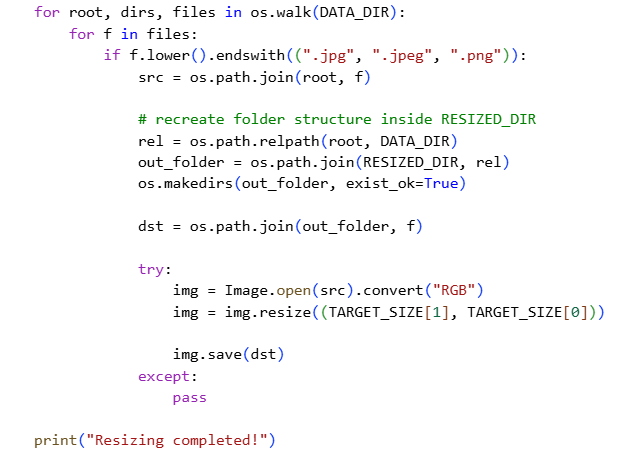 for root, dirs, files in os.walk(DATA_DIR):
    for f in files:
        if f.lower().endswith((".jpg", ".jpeg", ".png")):
            src = os.path.join(root, f)

            # recreate folder structure inside RESIZED_DIR
            rel = os.path.relpath(root, DATA_DIR)
            out_folder = os.path.join(RESIZED_DIR, rel)
            os.makedirs(out_folder, exist_ok=True)

            dst = os.path.join(out_folder, f)

            try:
                img = Image.open(src).convert("RGB")
                img = img.resize((TARGET_SIZE[1], TARGET_SIZE[0]))

                img.save(dst)
            except:
                pass

print("Resizing completed!")